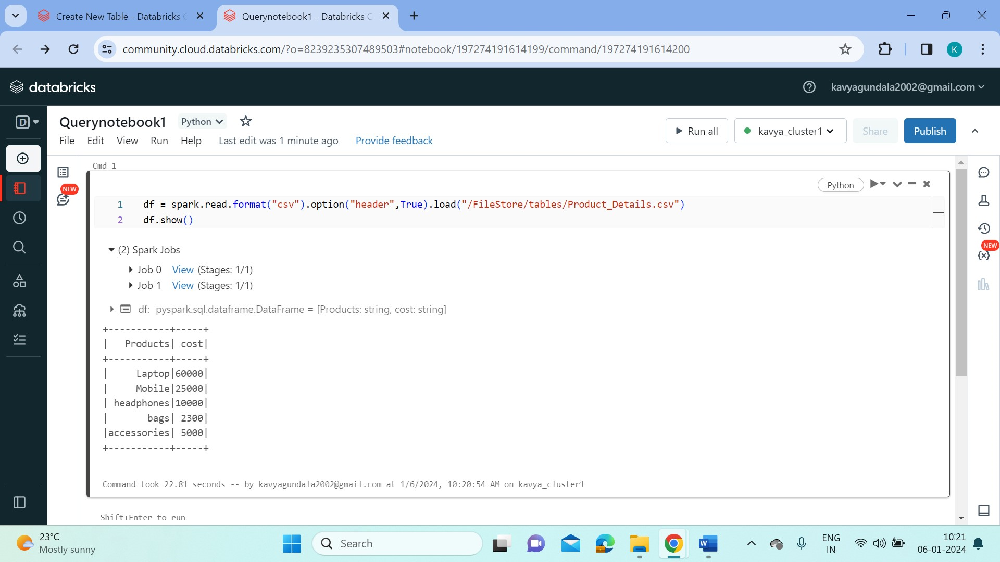 Create New Table - Databricks C
Querynotebook1 - Databricks C
community.cloud.databricks.com/?o=8239235307489503#notebook/197274191614199/command/197274191614200
K
databricks
kavyagundala2002@gmail.com
D
Querynotebook1
Python
Run all
kavya_cluster1
Share
Publish
File Edit View Run Help Last edit was 1 minute ago Provide feedback
Cmd 1
NEW
Python
1 df = spark.read.format("csv").option("header",True).load("/FileStore/tables/Product_Details.csv")
2 df.show()
NEW
(2) Spark Jobs
Job 0 View (Stages: 1/1)
Job 1 View (Stages: 1/1)
df: pyspark.sql.dataframe.DataFrame = [Products: string, cost: string]
+-----------+-----+
|   Products| cost|
+-----------+-----+
|     Laptop|60000|
|     Mobile|25000|
| headphones|10000|
|       bags| 2300|
|accessories| 5000|
+-----------+-----+
Command took 22.81 seconds -- by kavyagundala2002@gmail.com at 1/6/2024, 10:20:54 AM on kavya_cluster1
Shift+Enter to run
23°C
Mostly sunny
Search
W
ENG
IN
10:21
06-01-2024